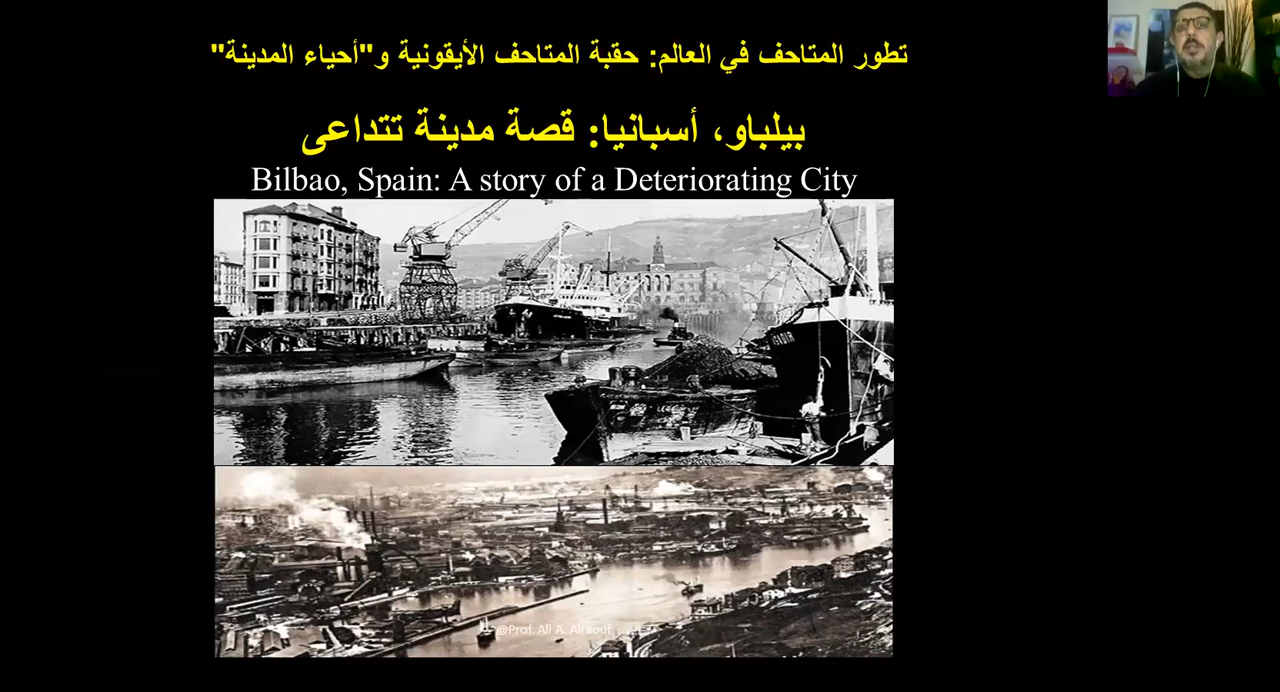 تطور المتاحف في العالم: حقبة المتاحف الأيقونية و"أحياء المدينة"
بيلباو، أسبانيا: قصة مدينة تتداعى
Bilbao, Spain: A story of a Deteriorating City
@Prof. Ali A. Alraouf